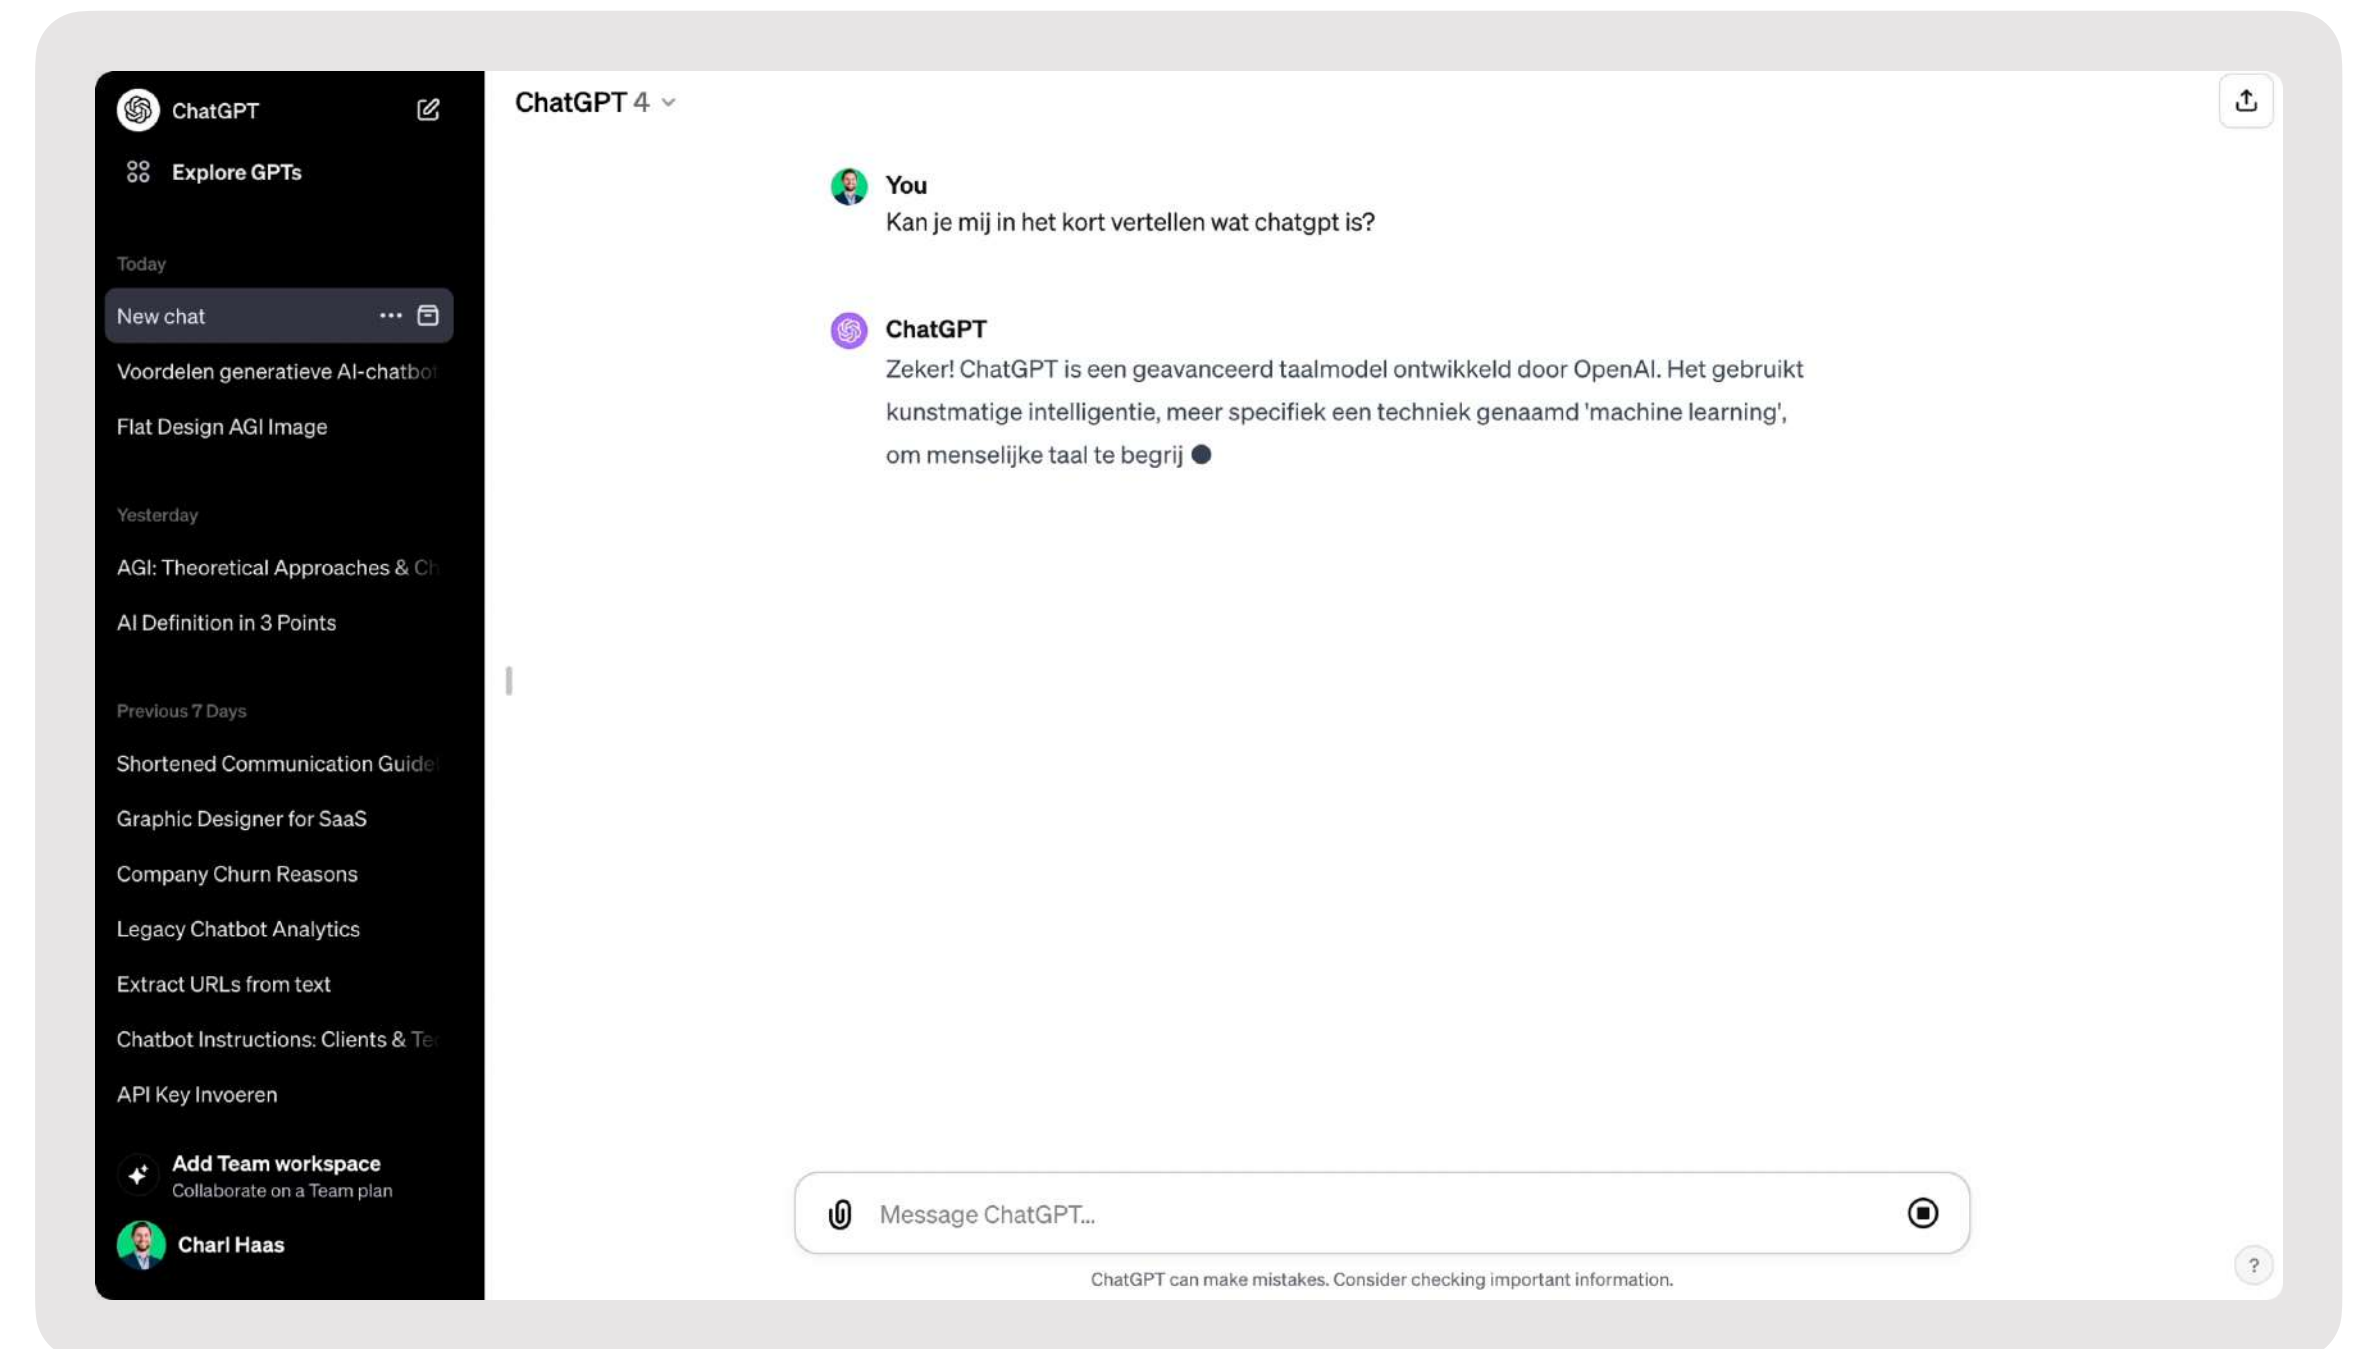 ChatGPT
Explore GPTs
Today
New chat
Voordelen generatieve AI-chatbot
Flat Design AGI Image
Yesterday
AGI: Theoretical Approaches & Ch
AI Definition in 3 Points
Previous 7 Days
Shortened Communication Guide
Graphic Designer for SaaS
Company Churn Reasons
Legacy Chatbot Analytics
Extract URLs from text
Chatbot Instructions: Clients & Te
API Key Invoeren
Add Team workspace
Collaborate on a Team plan
Charl Haas
ChatGPT 4
You
Kan je mij in het kort vertellen wat chatgpt is?
ChatGPT
Zeker! ChatGPT is een geavanceerd taalmodel ontwikkeld door OpenAI. Het gebruikt
kunstmatige intelligentie, meer specifiek een techniek genaamd 'machine learning',
om menselijke taal te begrij
Message ChatGPT...
ChatGPT can make mistakes. Consider checking important information.
?